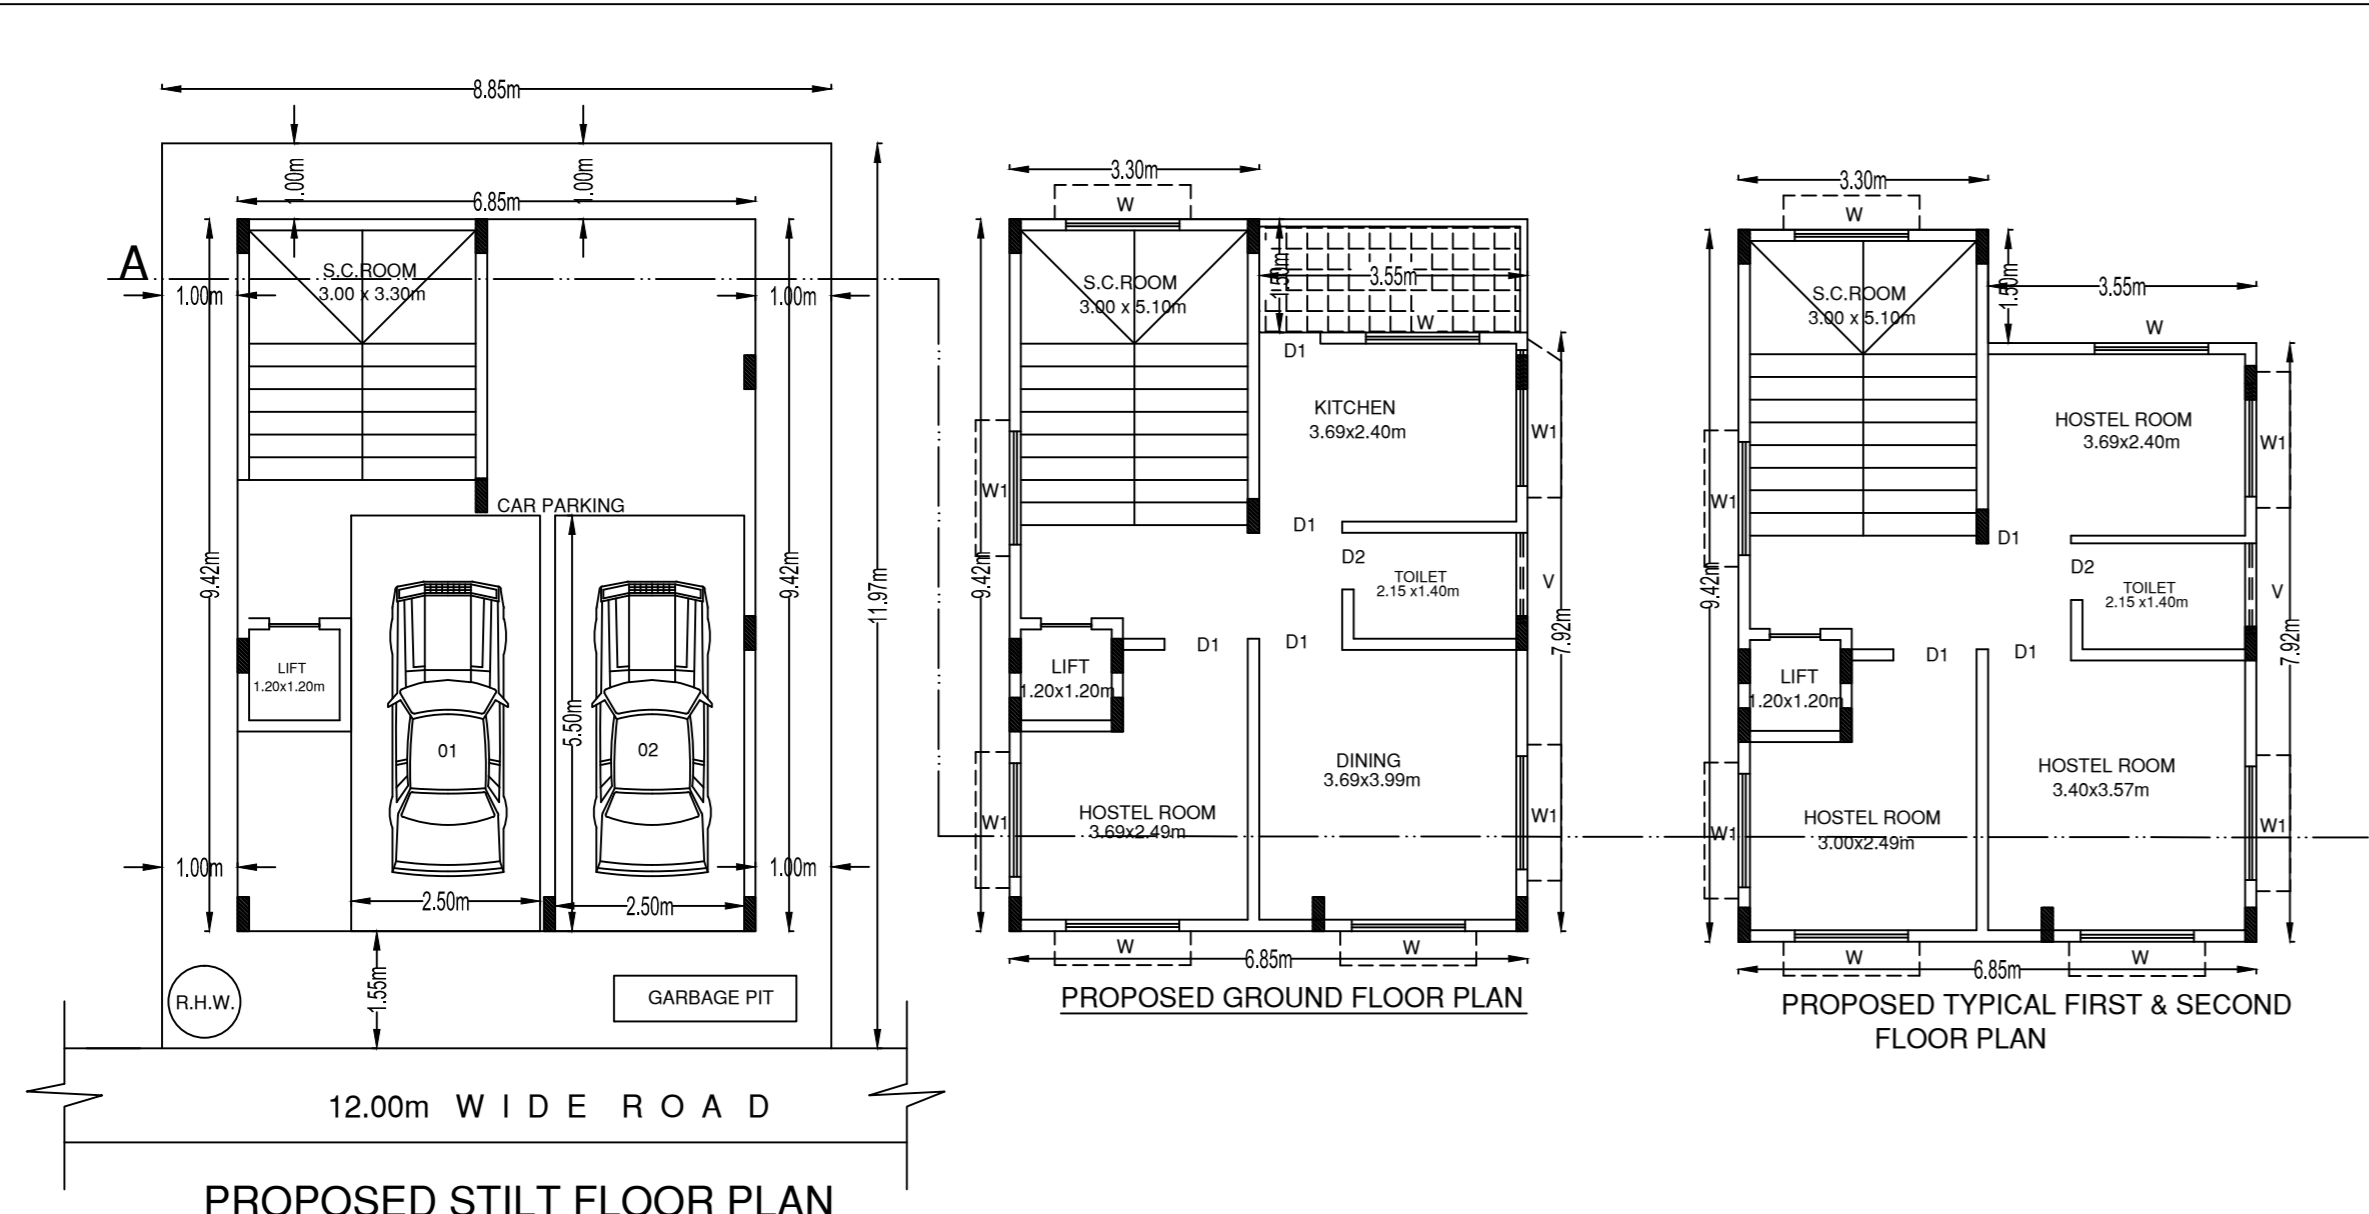 8.85m
1.00m
1.00m
6.85m
A
S.C.ROOM
3.00 x 3.30m
1.00m
1.00m
CAR PARKING
9.42m
9.42m
11.97m
LIFT
1.20x1.20m
5.50m
01
02
1.00m
1.00m
2.50m
2.50m
1.55m
R.H.W.
GARBAGE PIT
12.00m WIDE ROAD
PROPOSED STILT FLOOR PLAN
3.30m
W
S.C.ROOM
3.00 x 5.10m
1.50m
3.55m
W
D1
KITCHEN
3.69x2.40m
W1
W1
D1
D2
TOILET
2.15 x1.40m
V
9.42m
7.92m
D1
D1
LIFT
1.20x1.20m
DINING
3.69x3.99m
HOSTEL ROOM
3.69x2.49m
W1
W1
W
W
6.85m
PROPOSED GROUND FLOOR PLAN
3.30m
W
S.C.ROOM
3.00 x 5.10m
1.50m
3.55m
W
HOSTEL ROOM
3.69x2.40m
W1
W1
D1
D2
TOILET
2.15 x1.40m
V
9.42m
7.92m
D1
D1
LIFT
1.20x1.20m
HOSTEL ROOM
3.40x3.57m
HOSTEL ROOM
3.00x2.49m
W1
W1
W
W
6.85m
PROPOSED TYPICAL FIRST & SECOND
FLOOR PLAN